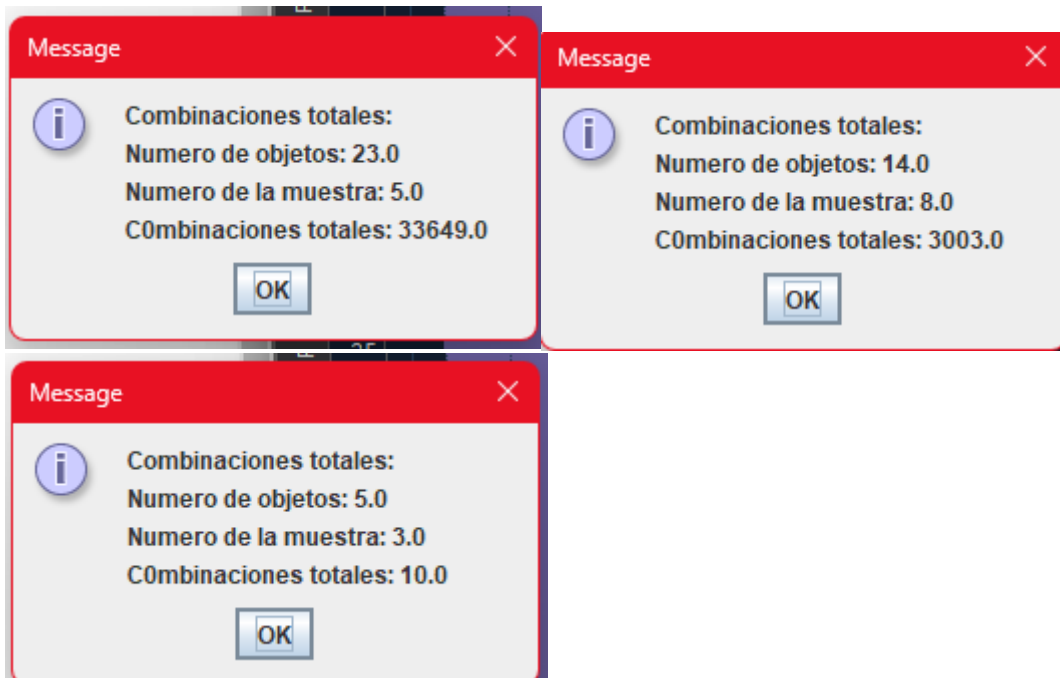 Message
Combinaciones totales:
Numero de objetos: 23.0
Numero de la muestra: 5.0
C0mbinaciones totales: 33649.0
OK
Message
Combinaciones totales:
Numero de objetos: 14.0
Numero de la muestra: 8.0
C0mbinaciones totales: 3003.0
OK
Message
Combinaciones totales:
Numero de objetos: 5.0
Numero de la muestra: 3.0
C0mbinaciones totales: 10.0
OK